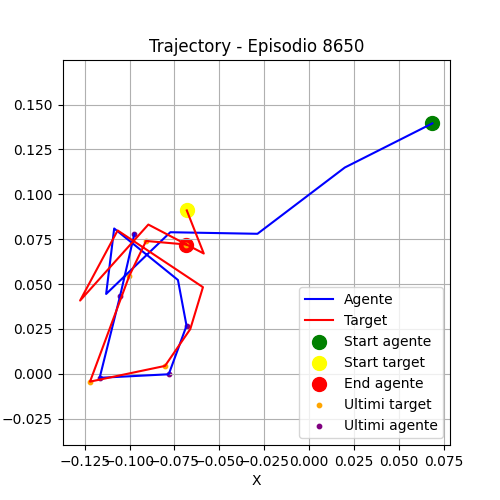 Trajectory - Episodio 8650
0.150
0.125
0.100
0.075
0.050
0.025
0.000
−0.025
Agente
Target
Start agente
Start target
End agente
Ultimi target
Ultimi agente
−0.125 −0.100 −0.075 −0.050 −0.025 0.000 0.025 0.050 0.075
X